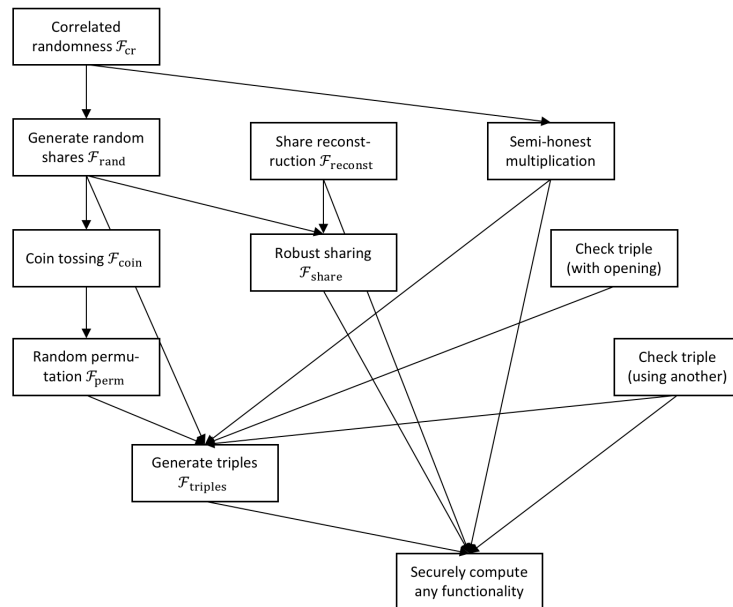 Correlated
randomness ℱcr
Generate random
shares ℱrand
Share reconst-
ruction ℱreconst
Semi-honest
multiplication
Coin tossing ℱcoin
Robust sharing
ℱshare
Check triple
(with opening)
Random permu-
tation ℱperm
Check triple
(using another)
Generate triples
ℱtriples
Securely compute
any functionality